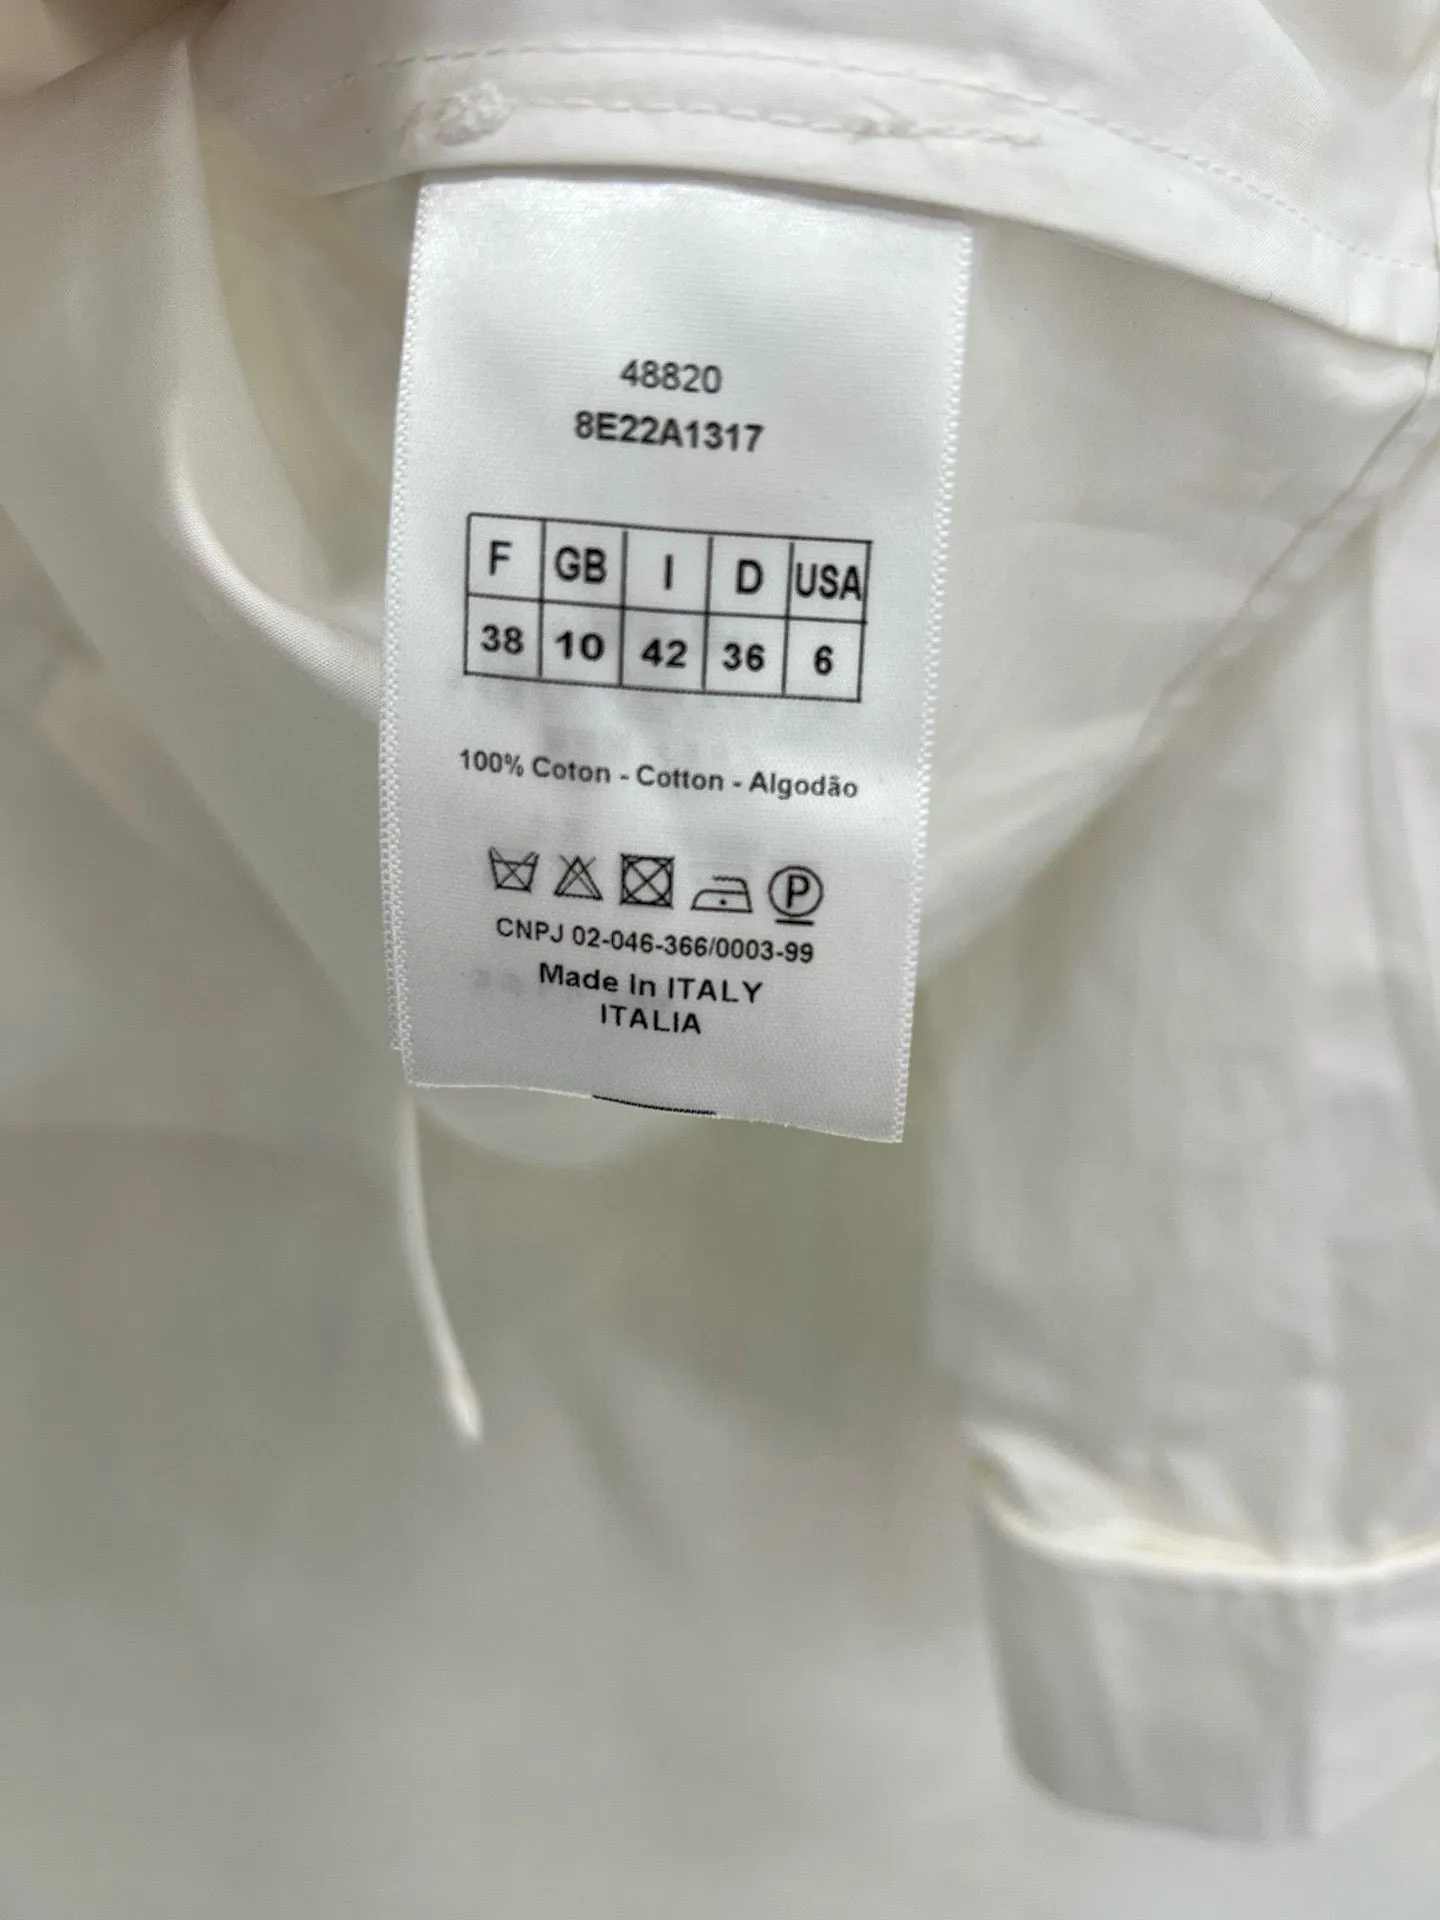 48820
8E22A1317
F GB I D USA
38 10 42 36 6
100% Coton - Cotton - Algodão
P
CNPJ 02-046-366/0003-99
Made In ITALY
ITALIA